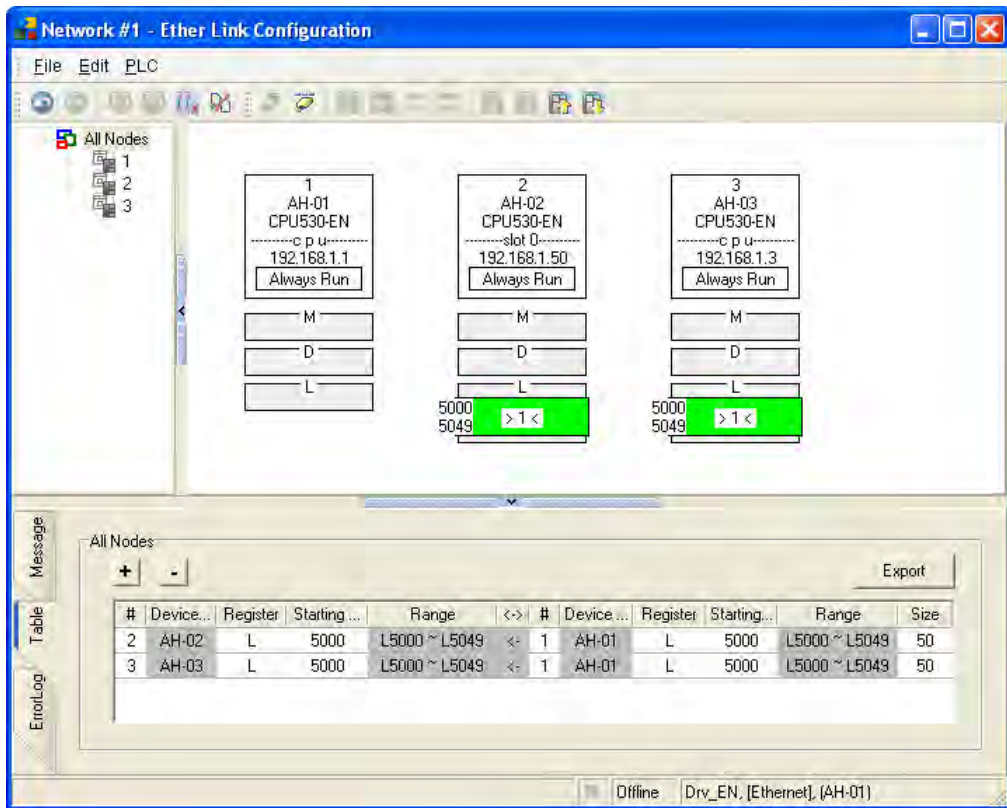 Network #1 - Ether Link Configuration
File Edit PLC
All Nodes
1
2
3
1
AH-01
CPU530-EN
---------c p u---------
192.168.1.1
Always Run
M
D
L
2
AH-02
CPU530-EN
---------slot 0---------
192.168.1.50
Always Run
M
D
L
5000
5049
> 1 <
3
AH-03
CPU530-EN
---------c p u---------
192.168.1.3
Always Run
M
D
L
5000
5049
> 1 <
Message
Table
ErrorLog
All Nodes
+ -
Export
# Device... Register Starting ... Range <-> # Device ... Register Starting... Range Size
2 AH-02 L 5000 L5000 ~ L5049 <- 1 AH-01 L 5000 L5000 ~ L5049 50
3 AH-03 L 5000 L5000 ~ L5049 <- 1 AH-01 L 5000 L5000 ~ L5049 50
Offline Drv_EN, [Ethernet], (AH-01)